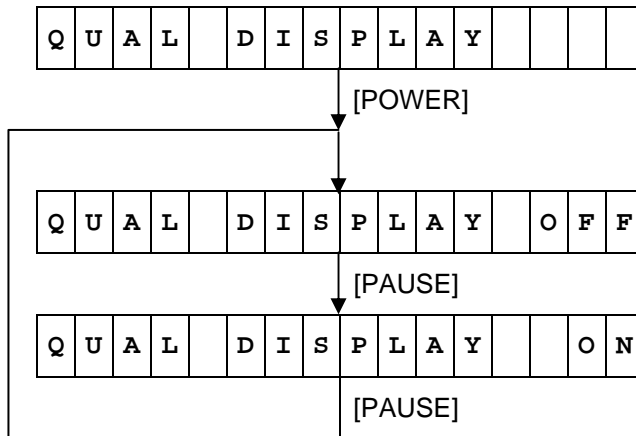 QUAL DISPLAY
[POWER]
QUAL DISPLAY OFF
[PAUSE]
QUAL DISPLAY  ON
[PAUSE]